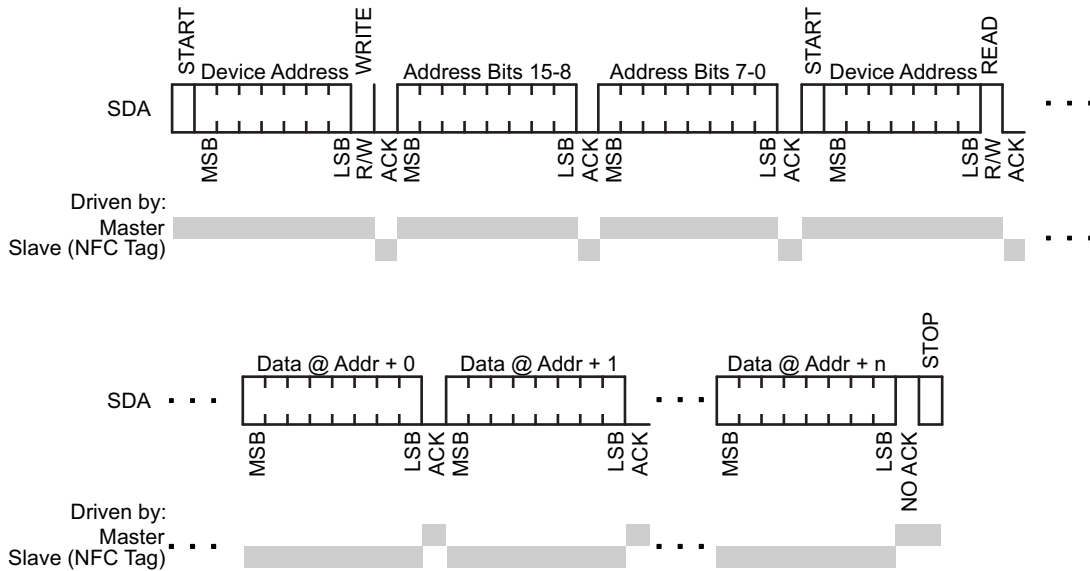 START
WRITE
START
READ
Device Address
Address Bits 15-8
Address Bits 7-0
Device Address
SDA
MSB
LSB
R/W
ACK
MSB
LSB
ACK
MSB
LSB
ACK
MSB
LSB
R/W
ACK
Driven by:
Master
Slave (NFC Tag)
STOP
Data @ Addr + 0
Data @ Addr + 1
Data @ Addr + n
SDA
MSB
LSB
ACK
MSB
LSB
ACK
MSB
LSB
NO ACK
Driven by:
Master
Slave (NFC Tag)